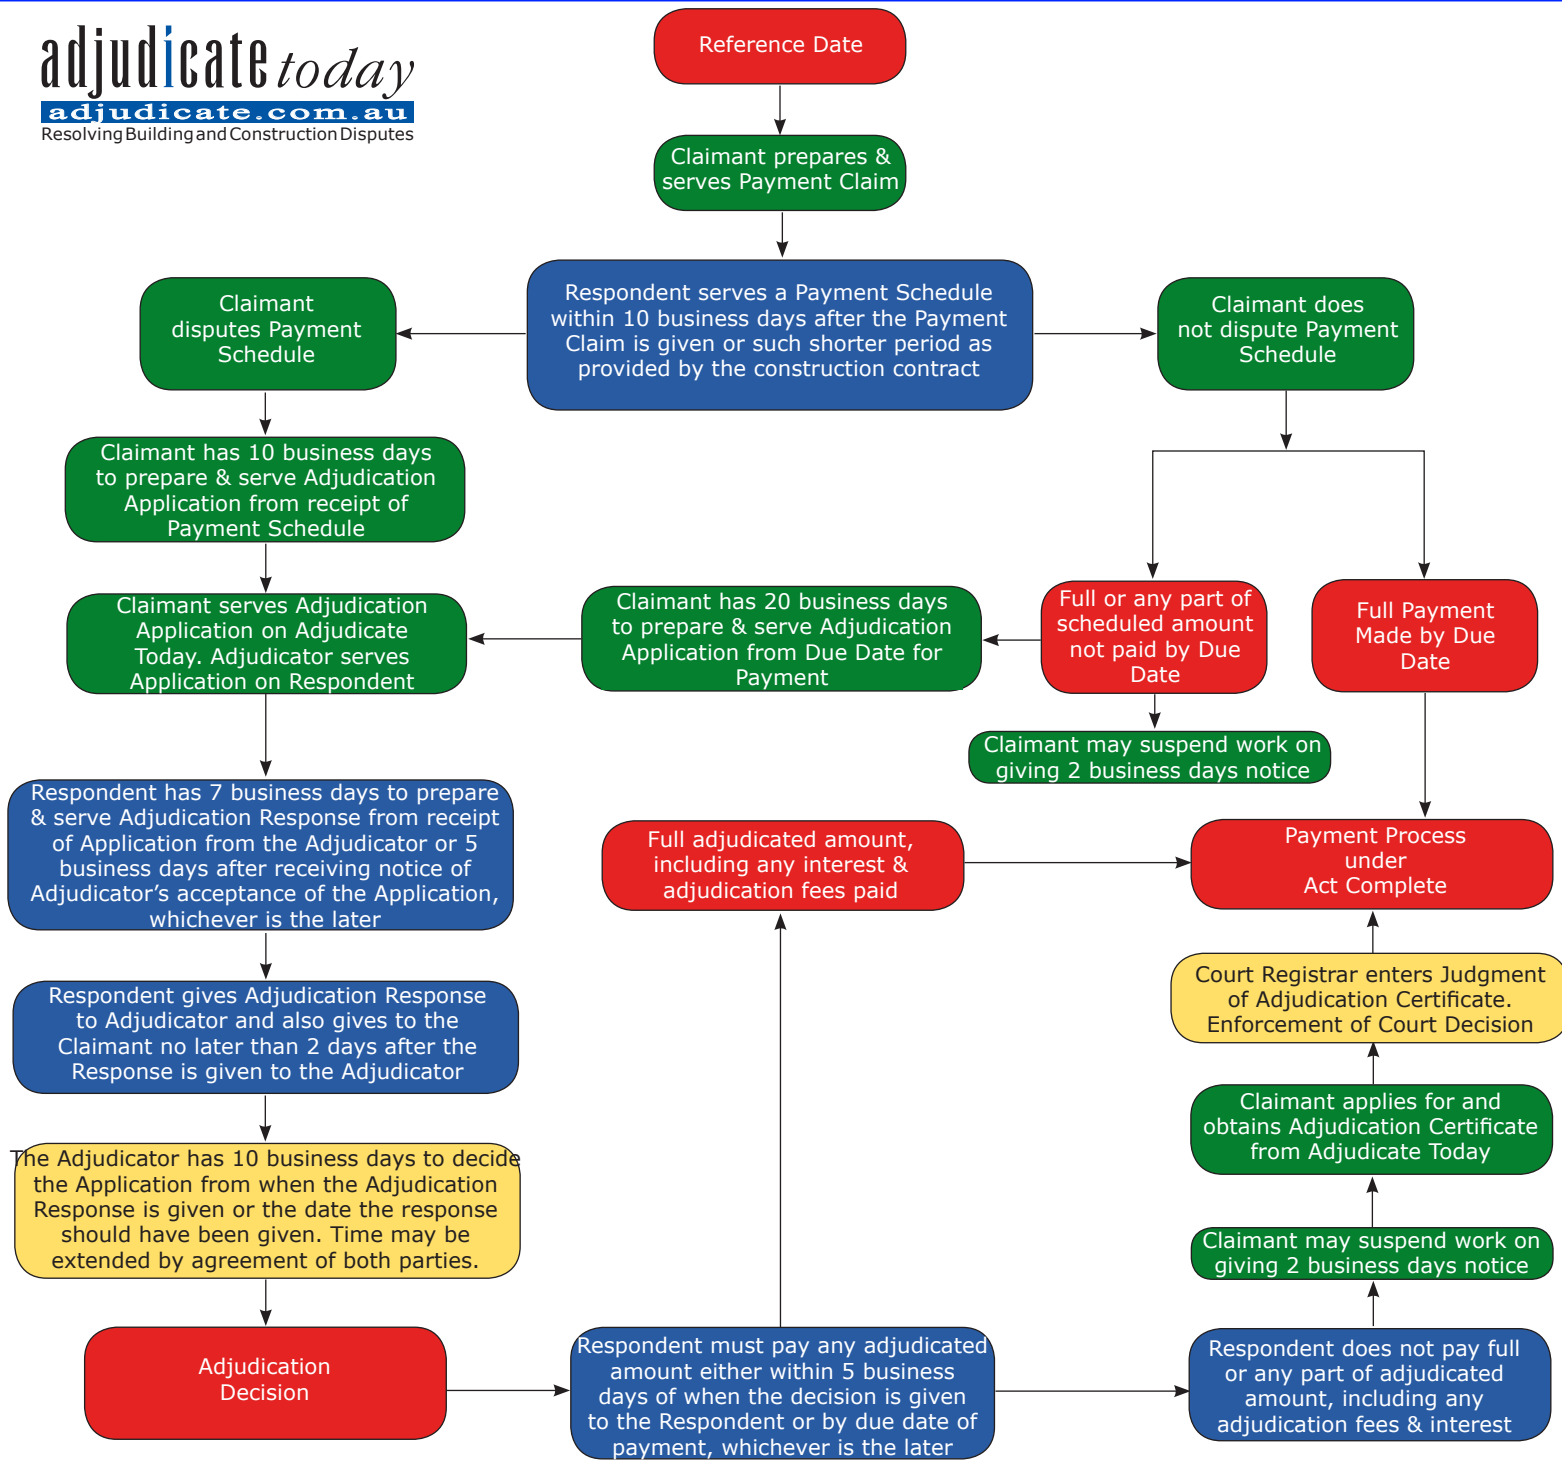 adjudicate today
adjudicate.com.au
Resolving Building and Construction Disputes
Reference Date
Claimant prepares &
serves Payment Claim
Claimant
disputes Payment
Schedule
Respondent serves a Payment Schedule
within 10 business days after the Payment
Claim is given or such shorter period as
provided by the construction contract
Claimant does
not dispute Payment
Schedule
Claimant has 10 business days
to prepare & serve Adjudication
Application from receipt of
Payment Schedule
Claimant serves Adjudication
Application on Adjudicate
Today. Adjudicator serves
Application on Respondent
Claimant has 20 business days
to prepare & serve Adjudication
Application from Due Date for
Payment
Full or any part of
scheduled amount
not paid by Due
Date
Full Payment
Made by Due
Date
Claimant may suspend work on
giving 2 business days notice
Respondent has 7 business days to prepare
& serve Adjudication Response from receipt
of Application from the Adjudicator or 5
business days after receiving notice of
Adjudicator’s acceptance of the Application,
whichever is the later
Full adjudicated amount,
including any interest &
adjudication fees paid
Payment Process
under
Act Complete
Respondent gives Adjudication Response
to Adjudicator and also gives to the
Claimant no later than 2 days after the
Response is given to the Adjudicator
Court Registrar enters Judgment
of Adjudication Certificate.
Enforcement of Court Decision
The Adjudicator has 10 business days to decide
the Application from when the Adjudication
Response is given or the date the response
should have been given. Time may be
extended by agreement of both parties.
Claimant applies for and
obtains Adjudication Certificate
from Adjudicate Today
Claimant may suspend work on
giving 2 business days notice
Adjudication
Decision
Respondent must pay any adjudicated
amount either within 5 business
days of when the decision is given
to the Respondent or by due date of
payment, whichever is the later
Respondent does not pay full
or any part of adjudicated
amount, including any
adjudication fees & interest